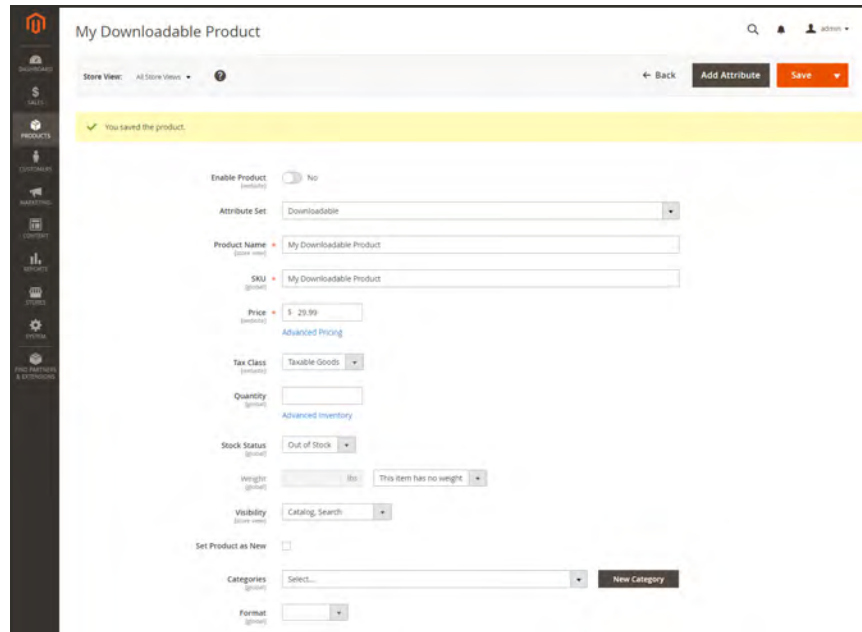 My Downloadable Product
admin
DASHBOARD
$
SALES
PRODUCTS
CUSTOMERS
MARKETING
CONTENT
REPORTS
STORES
SYSTEM
FIND PARTNERS
& EXTENSIONS
Store View: All Store Views
?
← Back
Add Attribute
Save
You saved the product.
Enable Product
[website]
No
Attribute Set
Downloadable
Product Name *
[store view]
My Downloadable Product
SKU *
[global]
My Downloadable Product
Price *
[website]
$ 29.99
Advanced Pricing
Tax Class
[website]
Taxable Goods
Quantity
[global]
Advanced Inventory
Stock Status
[global]
Out of Stock
Weight
[global]
lbs
This item has no weight
Visibility
[store view]
Catalog, Search
Set Product as New
Categories
[global]
Select...
New Category
Format
[global]